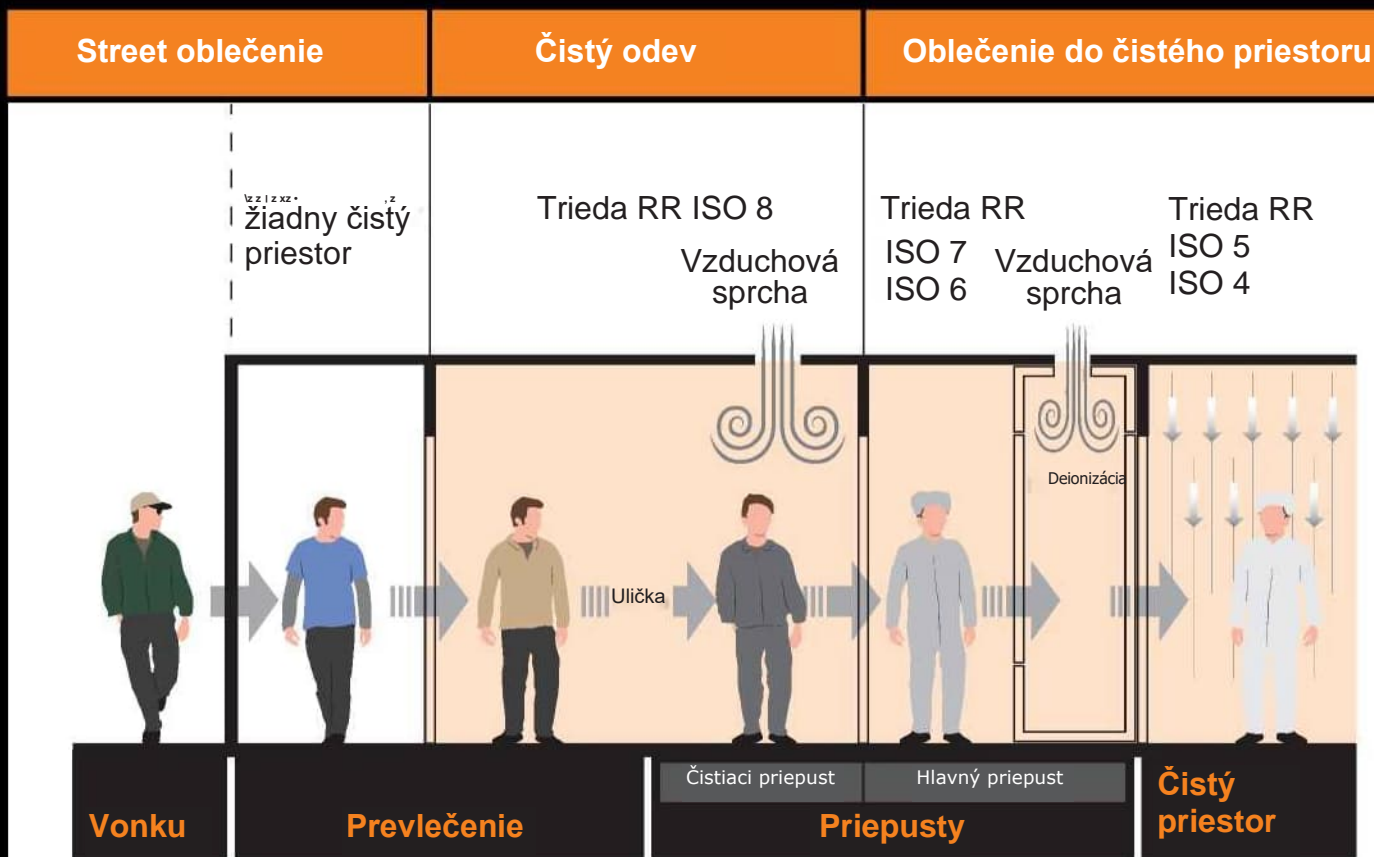 Street oblečenie
Čistý odev
Oblečenie do čistého priestoru
žiadny čistý
priestor
Trieda RR ISO 8
Vzduchová
sprcha
Trieda RR
ISO 7
ISO 6
Vzduchová
sprcha
Trieda RR
ISO 5
ISO 4
Deionizácia
Ulička
Čistiaci priepust
Hlavný priepust
Vonku
Prevlečenie
Priepusty
Čistý
priestor